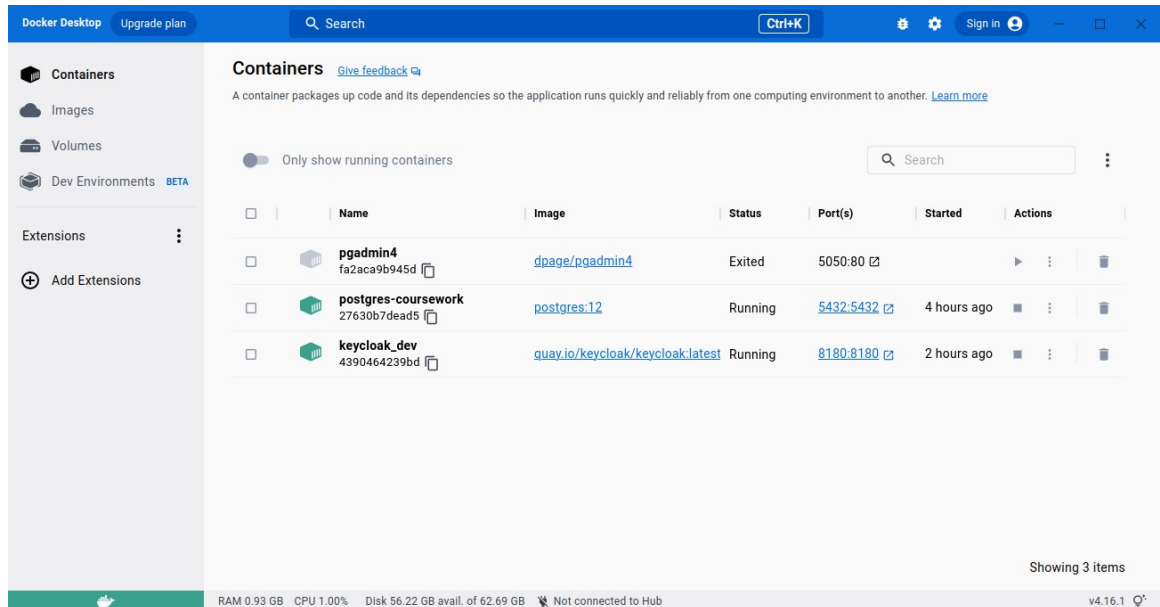 Docker Desktop Upgrade plan Search Ctrl+K Sign in
Containers
Images
Volumes
Dev Environments BETA
Extensions
Add Extensions
Containers Give feedback
A container packages up code and its dependencies so the application runs quickly and reliably from one computing environment to another. Learn more
Only show running containers Search
Name Image Status Port(s) Started Actions
pgadmin4
fa2aca9b945d
dpage/pgadmin4 Exited 5050:80
postgres-coursework
27630b7dead5
postgres:12 Running 5432:5432 4 hours ago
keycloak_dev
4390464239bd
quay.io/keycloak/keycloak:latest Running 8180:8180 2 hours ago
Showing 3 items
RAM 0.93 GB CPU 1.00% Disk 56.22 GB avail. of 62.69 GB Not connected to Hub v4.16.1